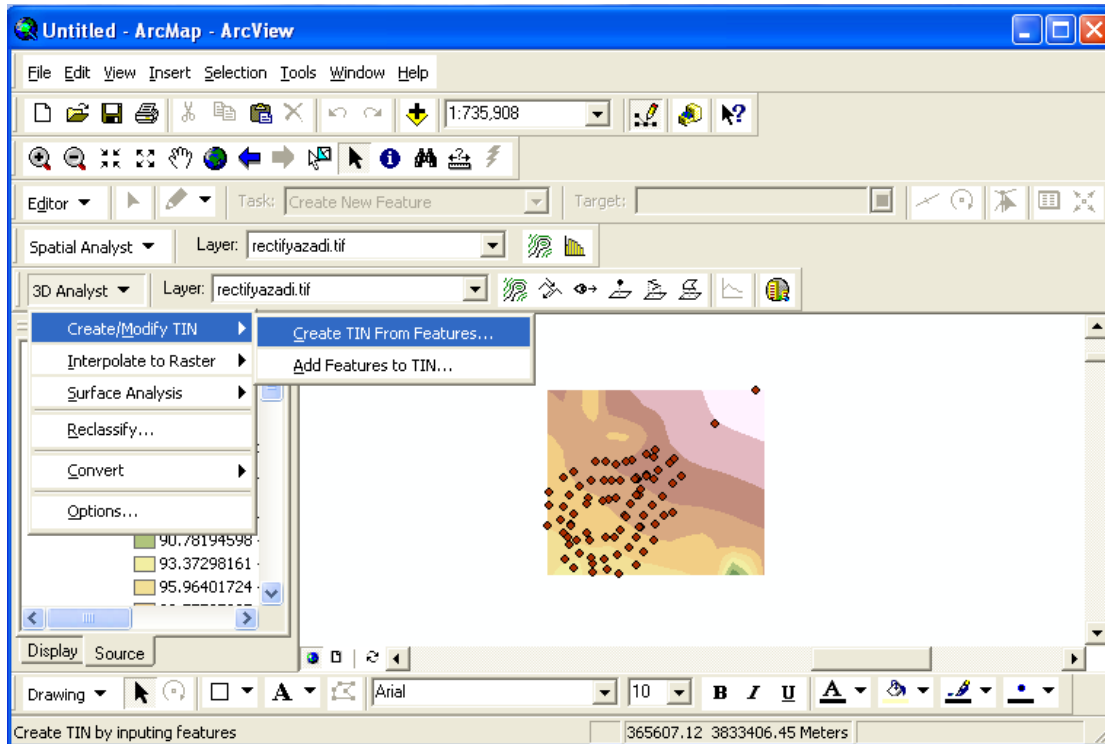 Untitled - ArcMap - ArcView
File Edit View Insert Selection Tools Window Help
1:735,908
Editor Task: Create New Feature Target:
Spatial Analyst Layer: rectifyazadi.tif
3D Analyst Layer: rectifyazadi.tif
Create/Modify TIN
Create TIN From Features...
Interpolate to Raster
Add Features to TIN...
Surface Analysis
Reclassify...
Convert
Options...
90.78194598 -
93.37298161 -
95.96401724 -
Display Source
Drawing A Arial 10 B I U A
Create TIN by inputing features 365607.12 3833406.45 Meters